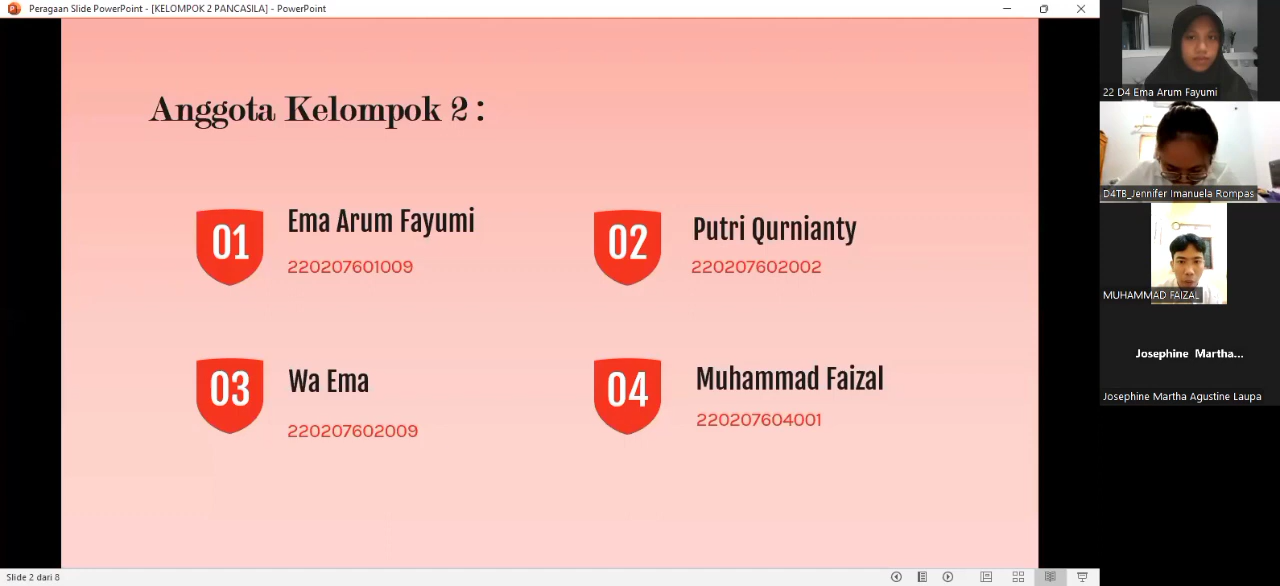 Peragaan Slide PowerPoint - [KELOMPOK 2 PANCASILA] - PowerPoint
Anggota Kelompok 2 :
01
Ema Arum Fayumi
220207601009
02
Putri Qurnianty
220207602002
03
Wa Ema
220207602009
04
Muhammad Faizal
220207604001
22 D4 Ema Arum Fayumi
D4TB_Jennifer Imanuela Rompas
MUHAMMAD FAIZAL
Josephine Martha...
Josephine Martha Agustine Laupa
Slide 2 dari 8